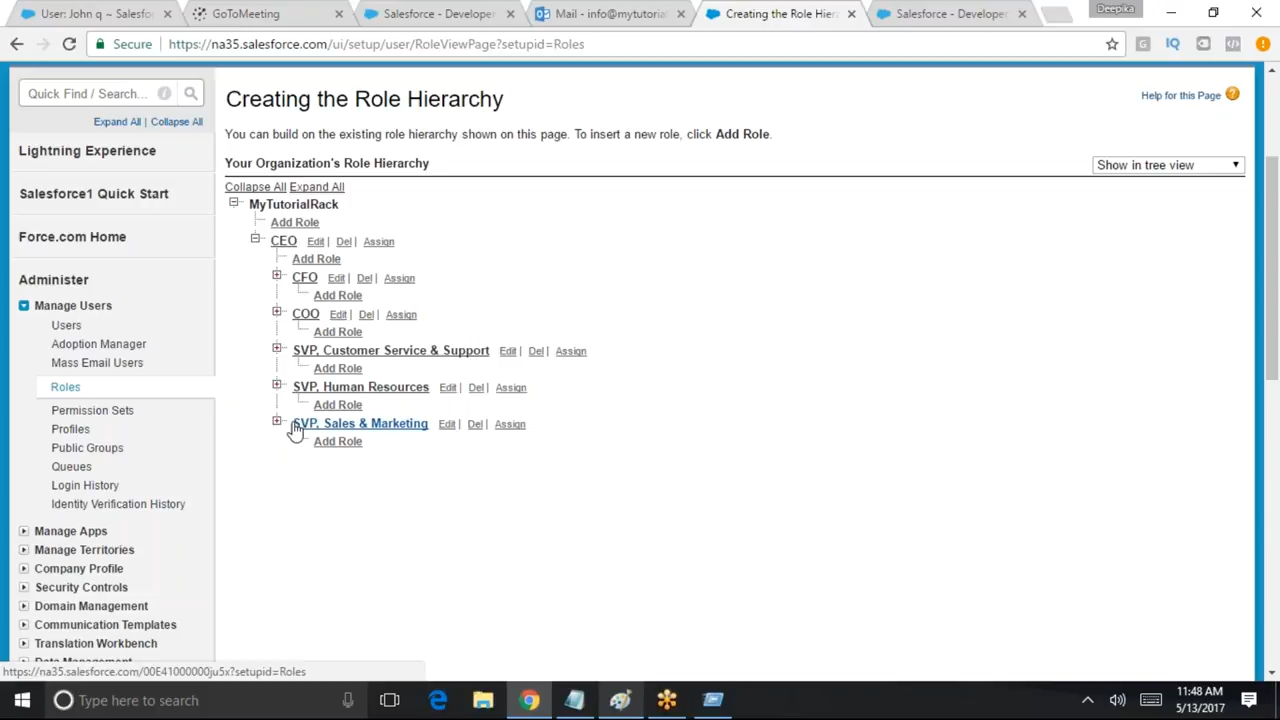 User: John q ~ Salesfo
GoToMeeting
Salesforce - Develope
Mail - info@mytutoria
Creating the Role Hier
Salesforce - Develope
Deepika
Secure
https://na35.salesforce.com/ui/setup/user/RoleViewPage?setupid=Roles
Quick Find / Search...
Expand All | Collapse All
Lightning Experience
Salesforce1 Quick Start
Force.com Home
Administer
Manage Users
Users
Adoption Manager
Mass Email Users
Roles
Permission Sets
Profiles
Public Groups
Queues
Login History
Identity Verification History
Manage Apps
Manage Territories
Company Profile
Security Controls
Domain Management
Communication Templates
Translation Workbench
Creating the Role Hierarchy
Help for this Page
You can build on the existing role hierarchy shown on this page. To insert a new role, click Add Role.
Your Organization's Role Hierarchy
Show in tree view
Collapse All Expand All
MyTutorialRack
Add Role
CEO Edit | Del | Assign
Add Role
CFO Edit | Del | Assign
Add Role
COO Edit | Del | Assign
Add Role
SVP, Customer Service & Support Edit | Del | Assign
Add Role
SVP, Human Resources Edit | Del | Assign
Add Role
SVP, Sales & Marketing Edit | Del | Assign
Add Role
https://na35.salesforce.com/00E41000000ju5x?setupid=Roles
Type here to search
11:48 AM
5/13/2017